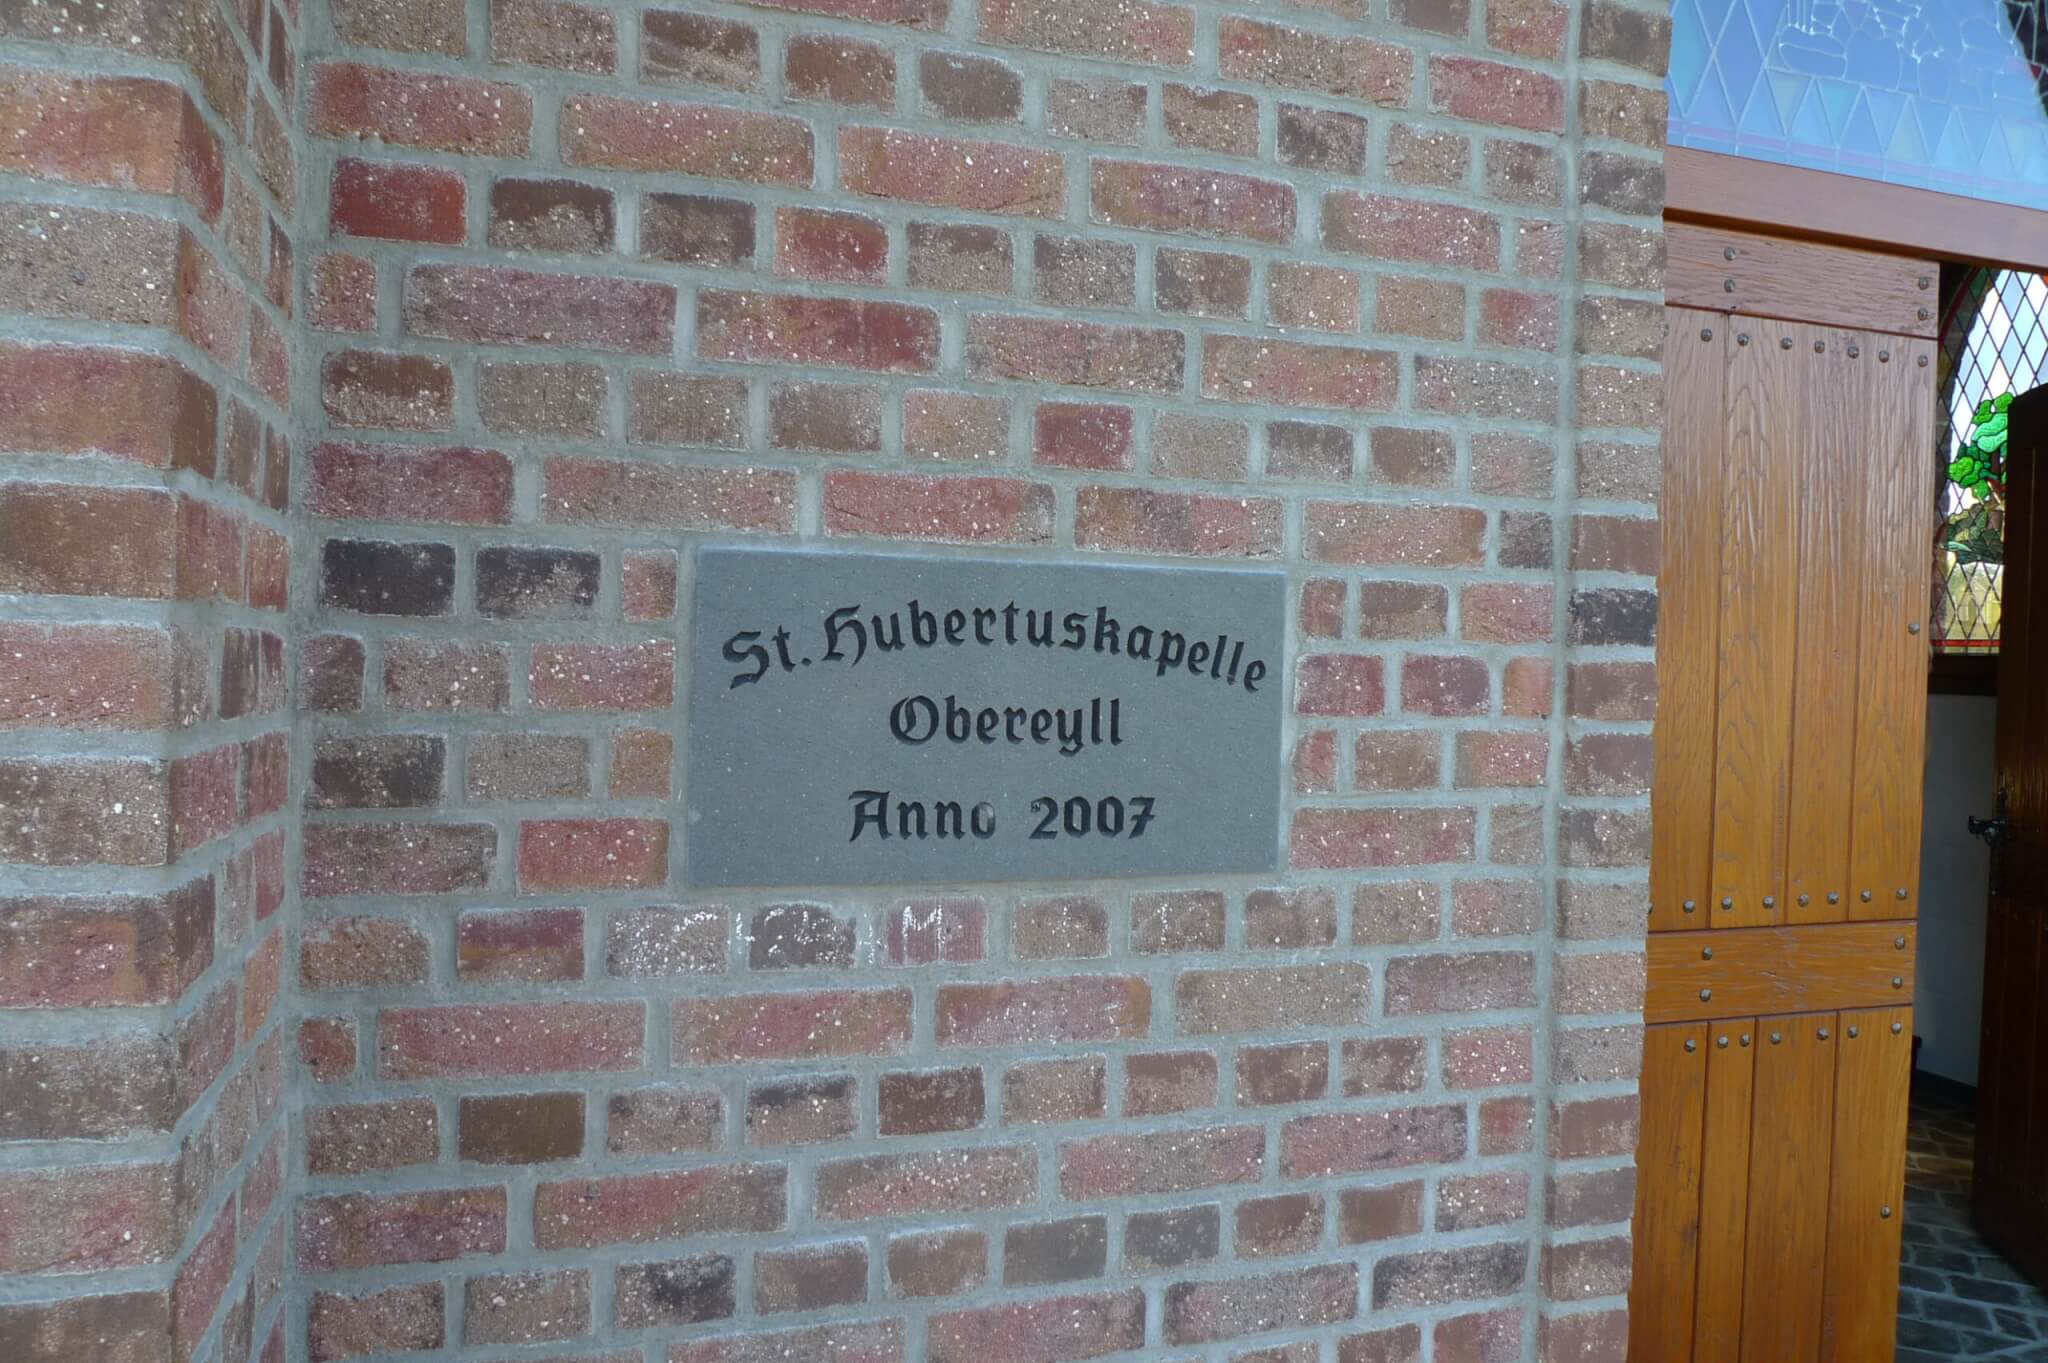 St. Hubertuskapelle
Obereyll
Anno 2007